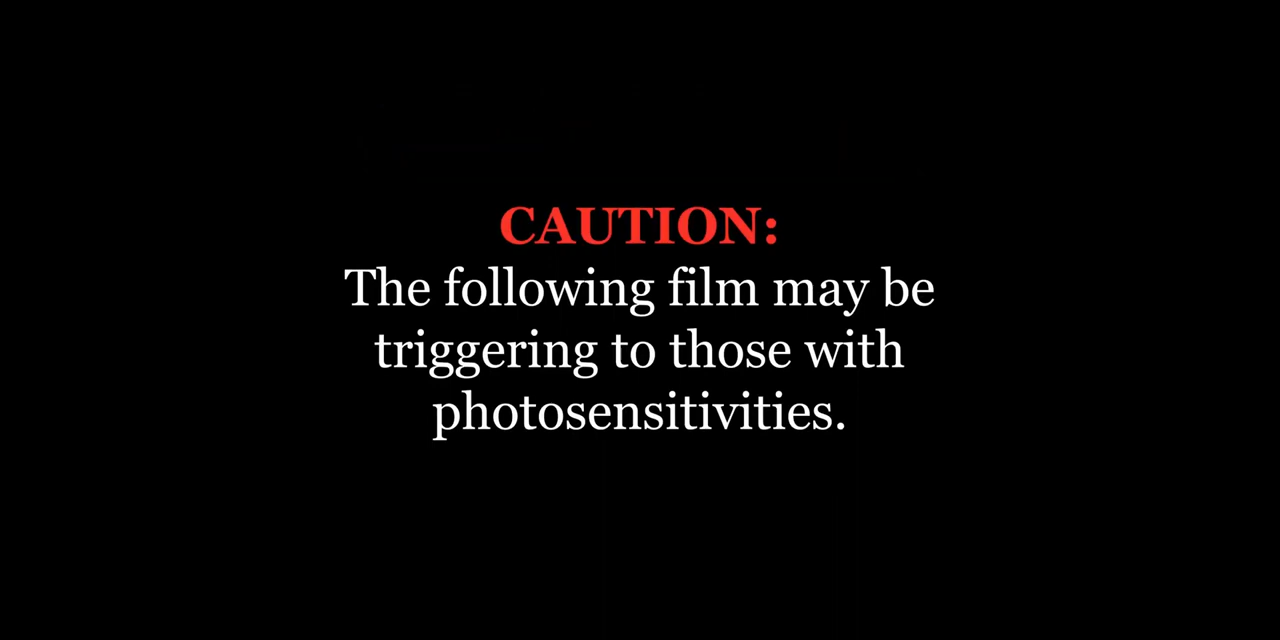 CAUTION:
The following film may be
triggering to those with
photosensitivities.